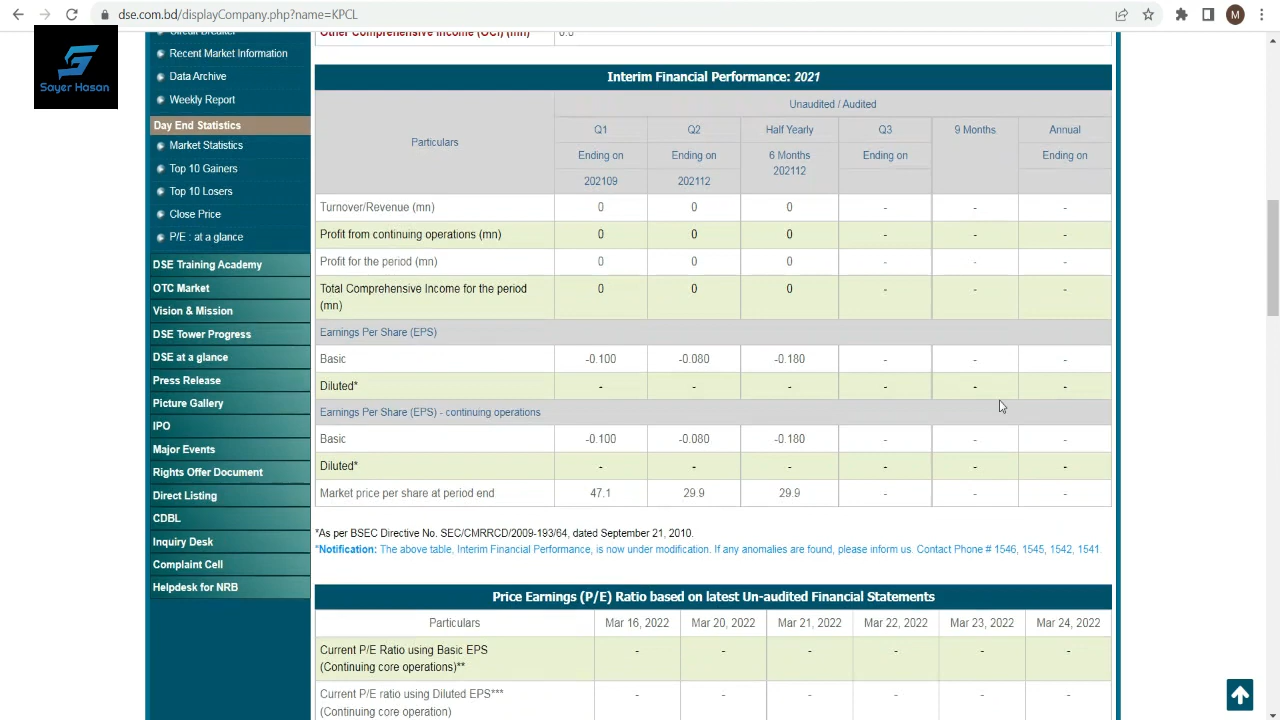 dse.com.bd/displayCompany.php?name=KPCL
M
Sayer Hasan
Circuit Breaker
Recent Market Information
Data Archive
Weekly Report
Day End Statistics
Market Statistics
Top 10 Gainers
Top 10 Losers
Close Price
P/E : at a glance
DSE Training Academy
OTC Market
Vision & Mission
DSE Tower Progress
DSE at a glance
Press Release
Picture Gallery
IPO
Major Events
Rights Offer Document
Direct Listing
CDBL
Inquiry Desk
Complaint Cell
Helpdesk for NRB
Other Comprehensive Income (OCI) (mn) 0.0
Interim Financial Performance: 2021
Particulars
Unaudited / Audited
Q1 Q2 Half Yearly Q3 9 Months Annual
Ending on Ending on 6 Months Ending on Ending on
202109 202112 202112
Turnover/Revenue (mn) 0 0 0 - - -
Profit from continuing operations (mn) 0 0 0 - -
Profit for the period (mn) 0 0 0 - -
Total Comprehensive Income for the period 0 0 0 - - -
(mn)
Earnings Per Share (EPS)
Basic -0.100 -0.080 -0.180 - -
Diluted* - - - - -
Earnings Per Share (EPS) - continuing operations
Basic -0.100 -0.080 -0.180 - -
Diluted* - - - - -
Market price per share at period end 47.1 29.9 29.9 - -
*As per BSEC Directive No. SEC/CMRRCD/2009-193/64, dated September 21, 2010.
*Notification: The above table, Interim Financial Performance, is now under modification. If any anomalies are found, please inform us. Contact Phone # 1546, 1545, 1542, 1541.
Price Earnings (P/E) Ratio based on latest Un-audited Financial Statements
Particulars Mar 16, 2022 Mar 20, 2022 Mar 21, 2022 Mar 22, 2022 Mar 23, 2022 Mar 24, 2022
Current P/E Ratio using Basic EPS - - - - - -
(Continuing core operations)**
Current P/E ratio using Diluted EPS*** - - - - - -
(Continuing core operation)